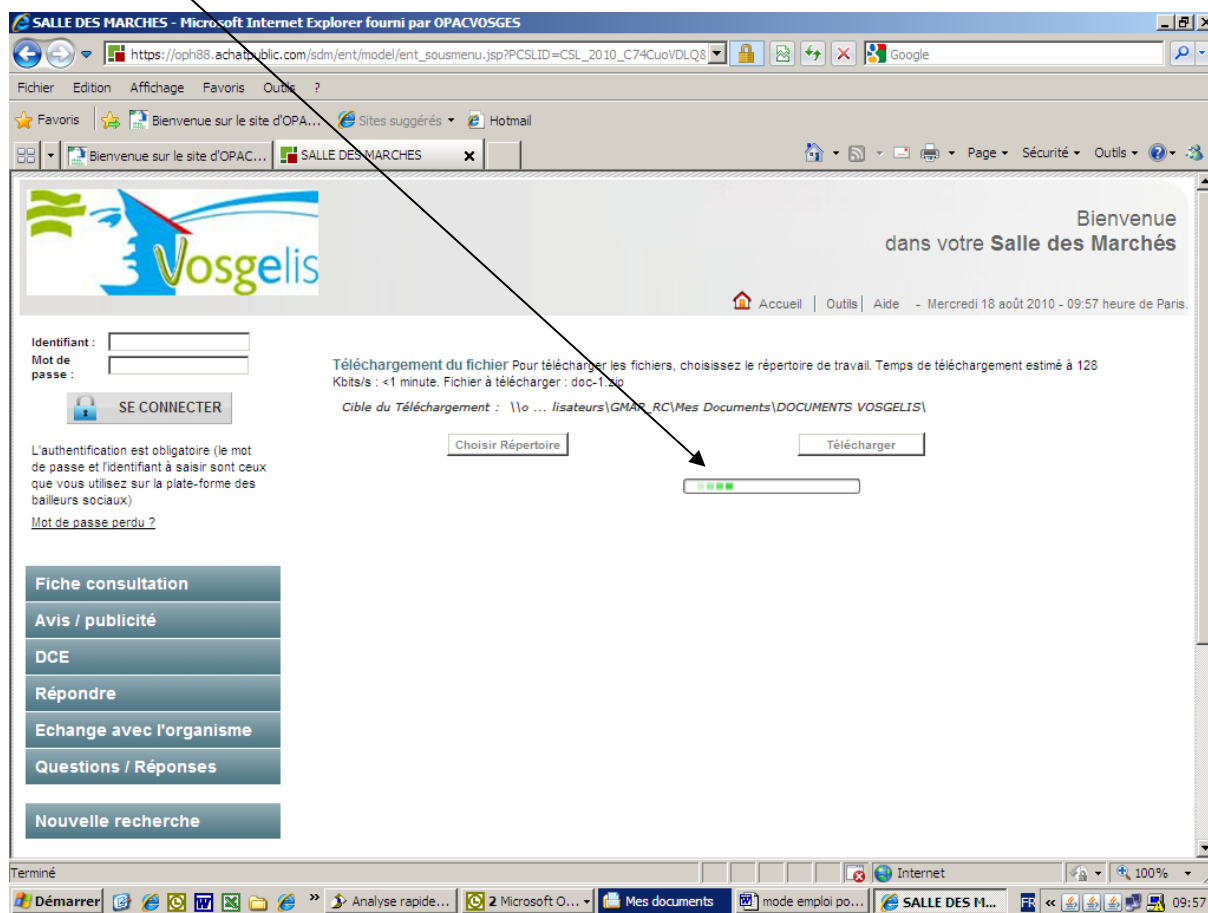 SALLE DES MARCHES - Microsoft Internet Explorer fourni par OPACVOSGES
https://oph88.achatpublic.com/sdm/ent/model/ent_sousmenu.jsp?PCSLID=CSL_2010_C74CuoVDLQ8
Google
Fichier Edition Affichage Favoris Outils ?
Favoris Bienvenue sur le site d'OPA... Sites suggérés Hotmail
Bienvenue sur le site d'OPAC... SALLE DES MARCHES Page Sécurité Outils
Vosgelis
Bienvenue
dans votre Salle des Marchés
Accueil | Outils | Aide - Mercredi 18 août 2010 - 09:57 heure de Paris.
Identifiant :
Mot de
passe :
SE CONNECTER
L'authentification est obligatoire (le mot
de passe et l'identifiant à saisir sont ceux
que vous utilisez sur la plate-forme des
bailleurs sociaux)
Mot de passe perdu ?
Téléchargement du fichier Pour télécharger les fichiers, choisissez le répertoire de travail. Temps de téléchargement estimé à 128
Kbits/s : <1 minute. Fichier à télécharger : doc-1.zip
Cible du Téléchargement : \\o ... lisateurs\GMAR_RC\Mes Documents\DOCUMENTS VOSGELIS\
Choisir Répertoire
Télécharger
Fiche consultation
Avis / publicité
DCE
Répondre
Echange avec l'organisme
Questions / Réponses
Nouvelle recherche
Terminé
Internet
100%
Démarrer
Analyse rapide...
2 Microsoft O...
Mes documents
mode emploi po...
SALLE DES M...
FR
09:57